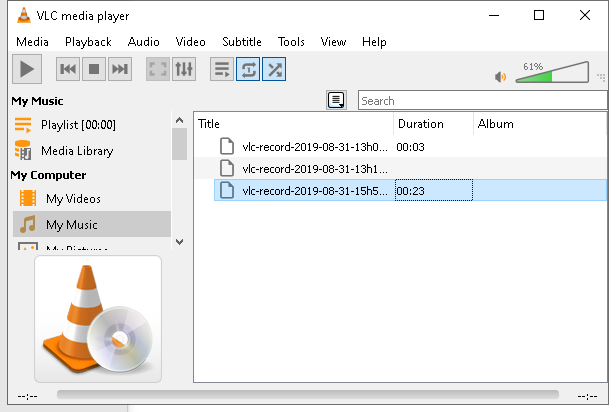 VLC media player
Media Playback Audio Video Subtitle Tools View Help
61%
My Music
Playlist [00:00]
Media Library
My Computer
My Videos
My Music
My Pictures
Search
Title Duration Album
vlc-record-2019-08-31-13h0... 00:03
vlc-record-2019-08-31-13h1...
vlc-record-2019-08-31-15h5... 00:23
--:-- --:--